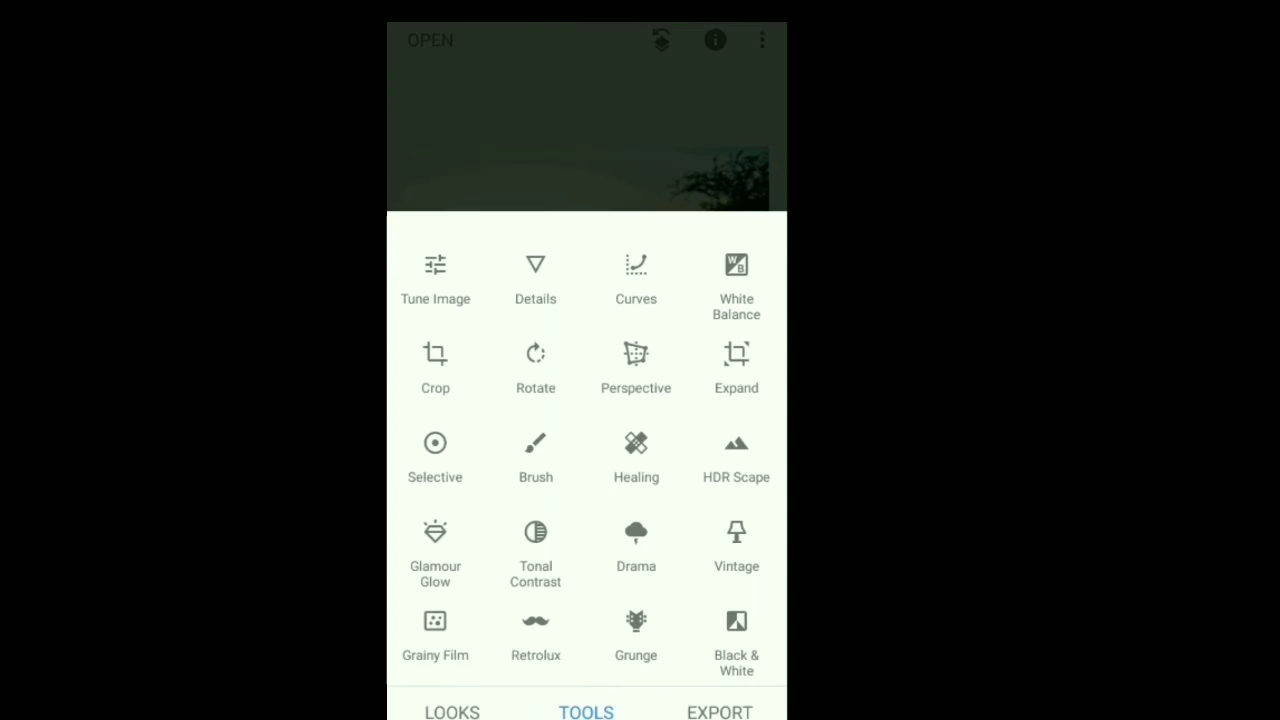 OPEN
Tune Image
Details
Curves
White
Balance
Crop
Rotate
Perspective
Expand
Selective
Brush
Healing
HDR Scape
Glamour
Glow
Tonal
Contrast
Drama
Vintage
Grainy Film
Retrolux
Grunge
Black &
White
LOOKS
TOOLS
EXPORT